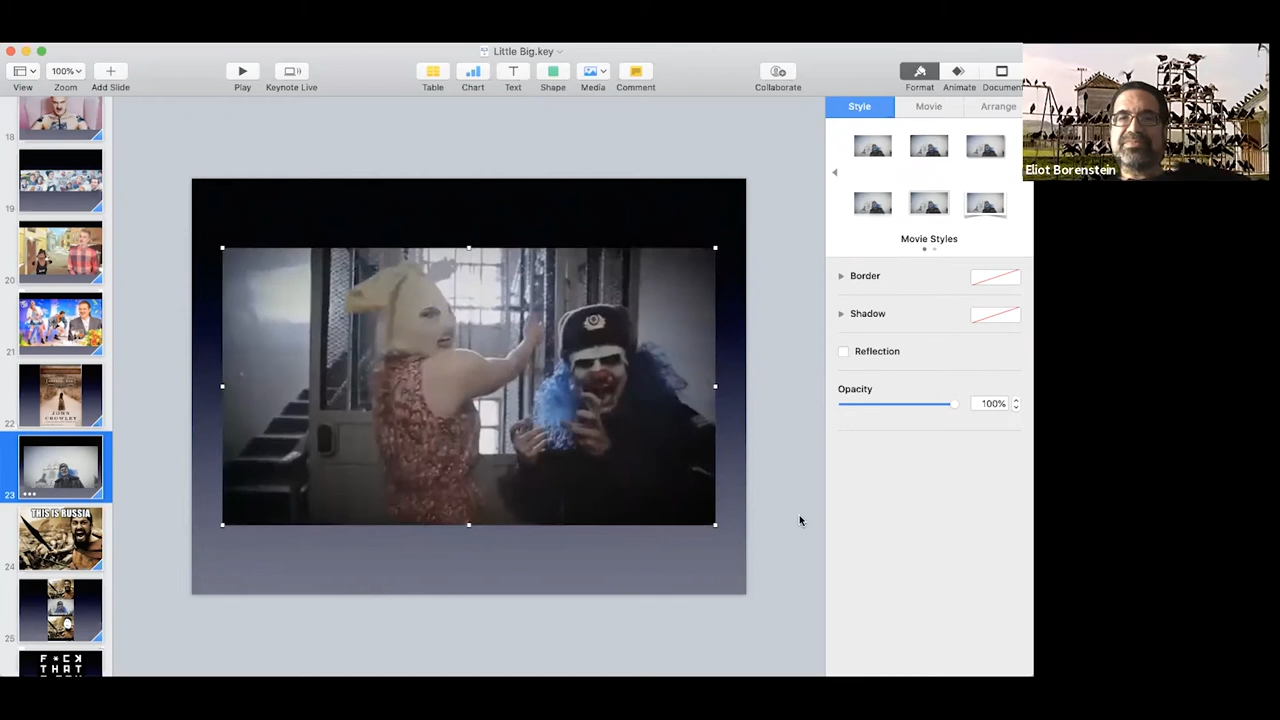 Little Big.key
100%
View Zoom Add Slide
Play Keynote Live
Table Chart Text Shape Media Comment
Collaborate
Format Animate Document
Style Movie Arrange
Eliot Borenstein
18
19
20
21
JOHN
CROWLEY
22
23
THIS IS RUSSIA
24
25
F*CK
THAT
Movie Styles
Border
Shadow
Reflection
Opacity
100%